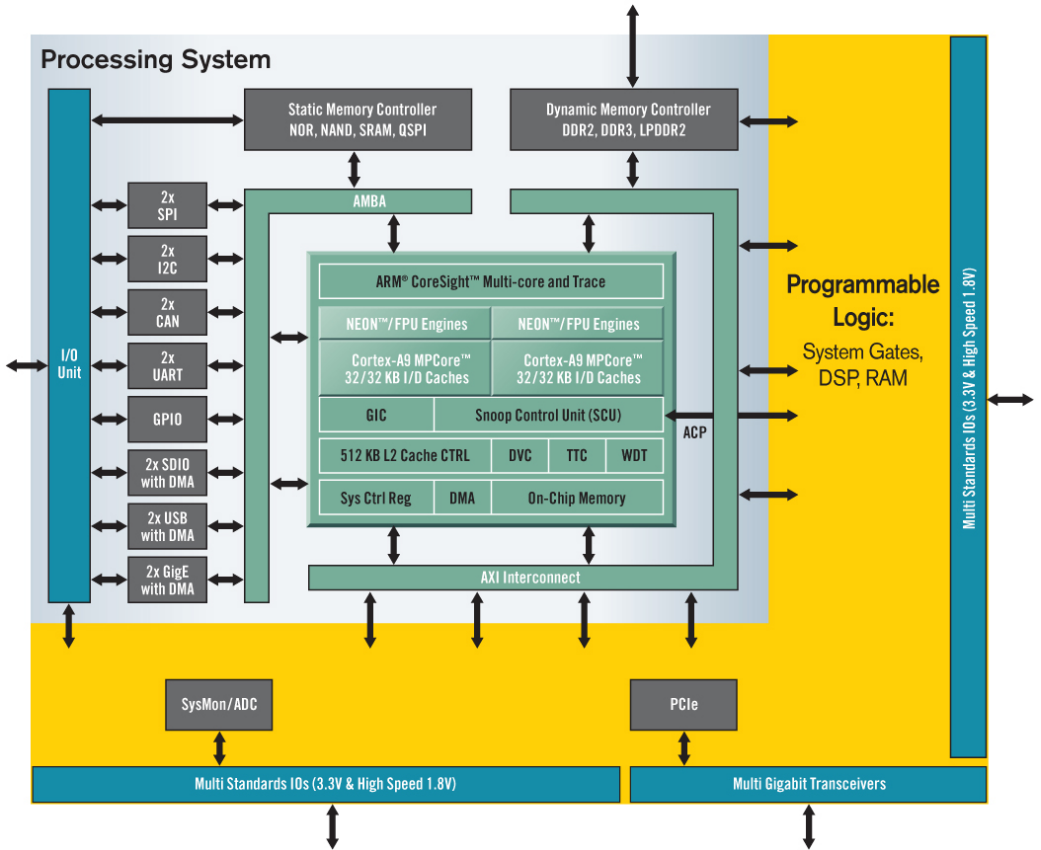 Processing System
Static Memory Controller
NOR, NAND, SRAM, QSPI
Dynamic Memory Controller
DDR2, DDR3, LPDDR2
AMBA
I/O
Unit
2x
SPI
2x
I2C
2x
CAN
2x
UART
GPIO
2x SDIO
with DMA
2x USB
with DMA
2x GigE
with DMA
ARM® CoreSight™ Multi-core and Trace
NEON™/FPU Engines
NEON™/FPU Engines
Cortex-A9 MPCore™
32/32 KB I/D Caches
Cortex-A9 MPCore™
32/32 KB I/D Caches
GIC
Snoop Control Unit (SCU)
ACP
512 KB L2 Cache CTRL
DVC
TTC
WDT
Sys Ctrl Reg
DMA
On-Chip Memory
AXI Interconnect
Programmable
Logic:
System Gates,
DSP, RAM
Multi Standards IOs (3.3V & High Speed 1.8V)
SysMon/ADC
PCIe
Multi Standards IOs (3.3V & High Speed 1.8V)
Multi Gigabit Transceivers